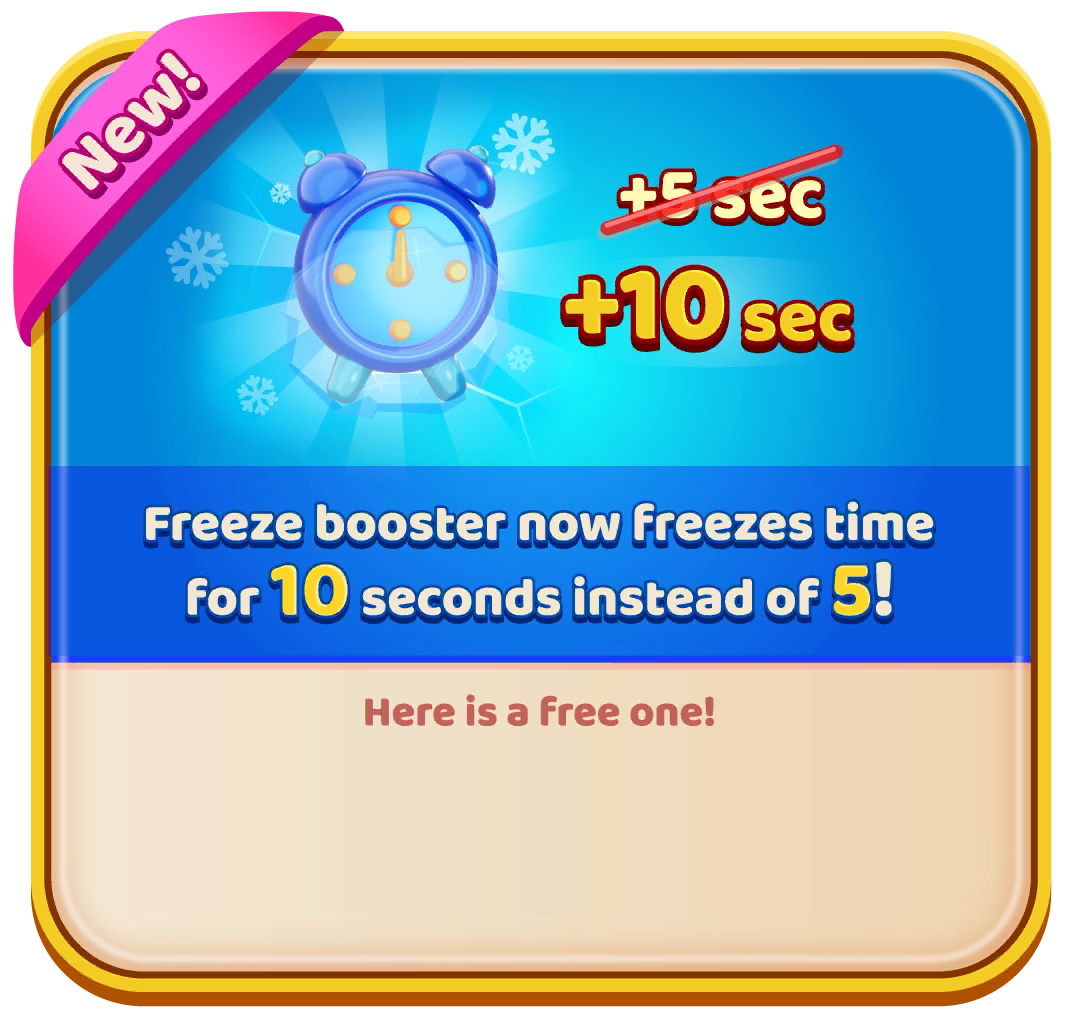 New!
+5 sec
+10 sec
Freeze booster now freezes time
for 10 seconds instead of 5!
Here is a free one!